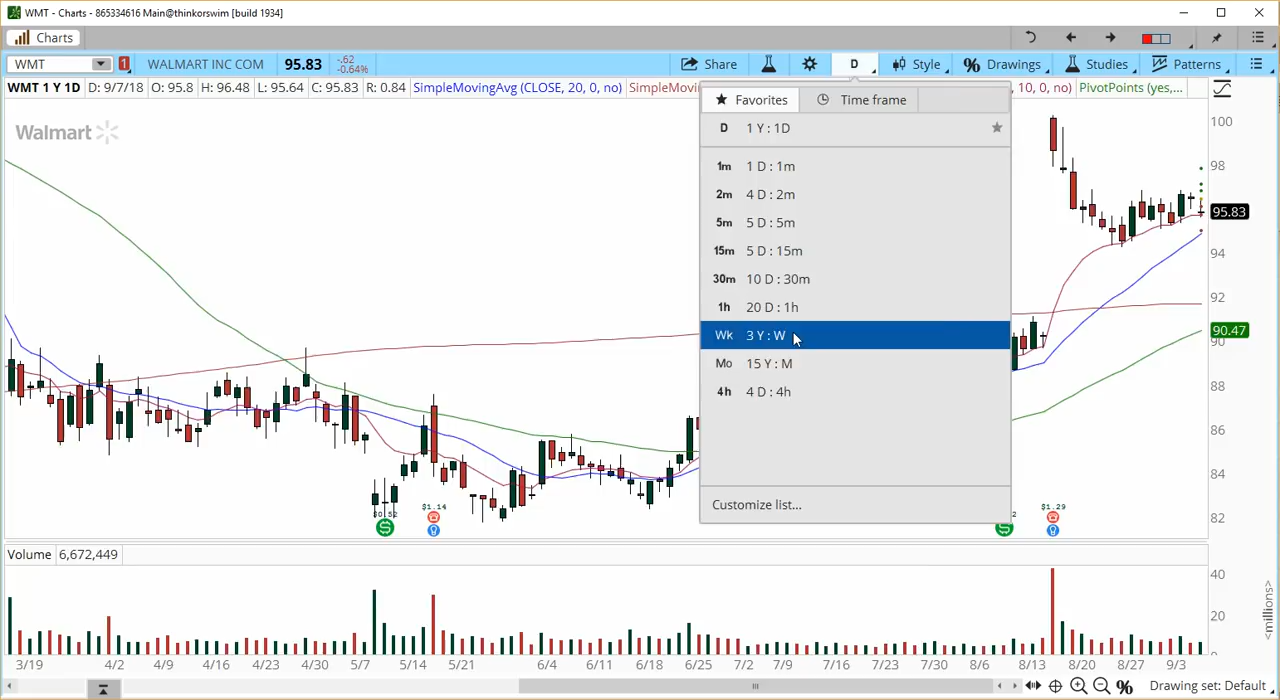 WMT - Charts - 865334616 Main@thinkorswim [build 1934]
Charts
WMT 1 WALMART INC COM 95.83 -.62 -0.64% Share D Style % Drawings Studies Patterns
WMT 1 Y 1D D: 9/7/18 O: 95.8 H: 96.48 L: 95.64 C: 95.83 R: 0.84 SimpleMovingAvg (CLOSE, 20, 0, no) 10, 0, no) PivotPoints (yes,...
Walmart
Favorites Time frame
D 1 Y : 1D
1m 1 D : 1m
2m 4 D : 2m
5m 5 D : 5m
15m 5 D : 15m
30m 10 D : 30m
1h 20 D : 1h
Wk 3 Y : W
Mo 15 Y : M
4h 4 D : 4h
Customize list...
100
98
95.83
94
92
90.47
90
88
86
84
82
$1.14
$1.29
Volume 6,672,449
40
20
0
<millions>
3/19 4/2 4/9 4/16 4/23 4/30 5/7 5/14 5/21 6/4 6/11 6/18 6/25 7/2 7/9 7/16 7/23 7/30 8/6 8/13 8/20 8/27 9/3
% Drawing set: Default